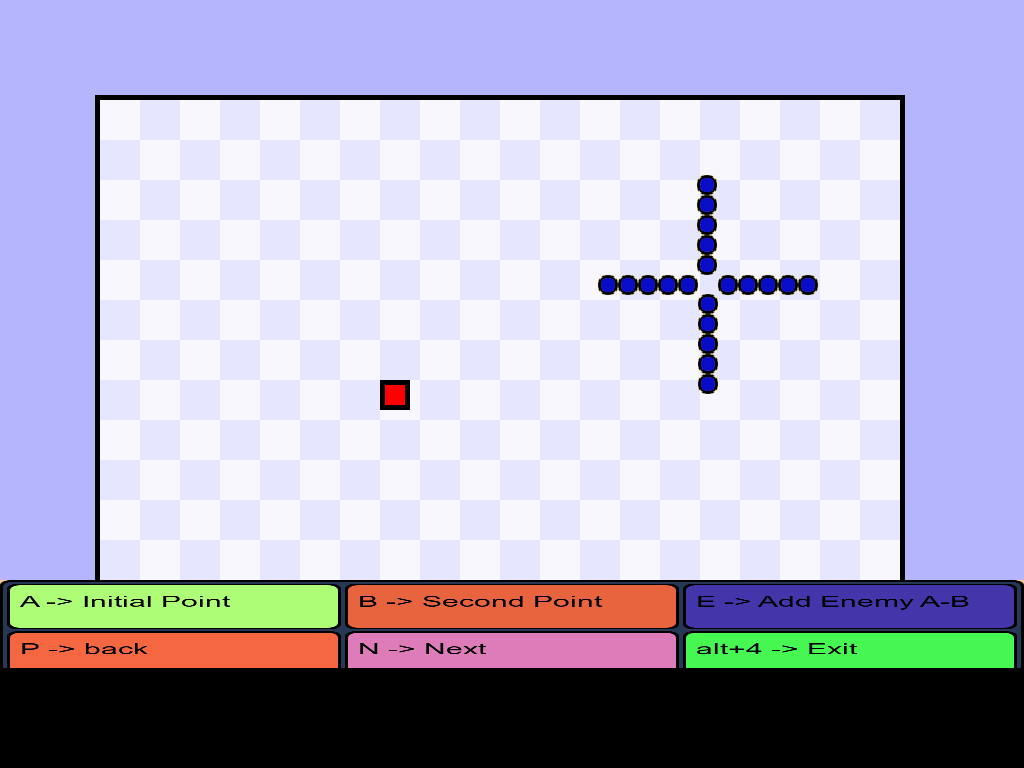 A -> Initial Point
B -> Second Point
E -> Add Enemy A-B
P -> back
N -> Next
alt+4 -> Exit